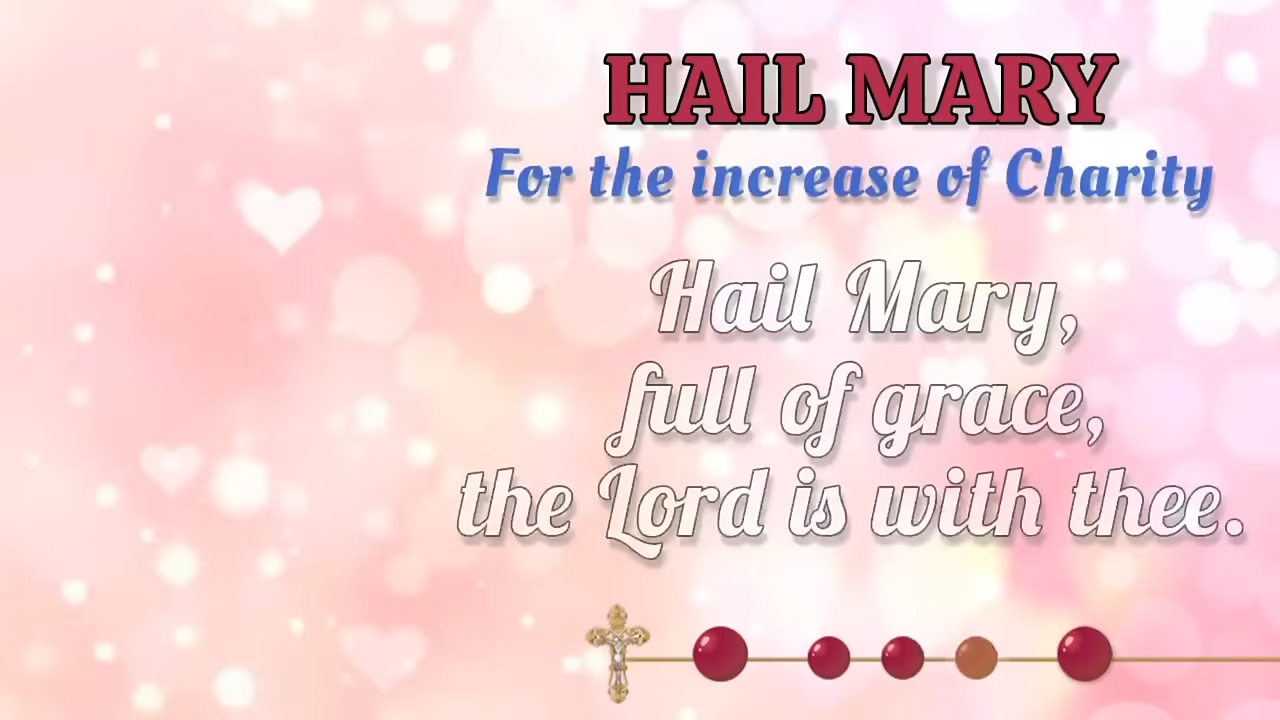 HAIL MARY
For the increase of Charity
Hail Mary,
full of grace,
the Lord is with thee.